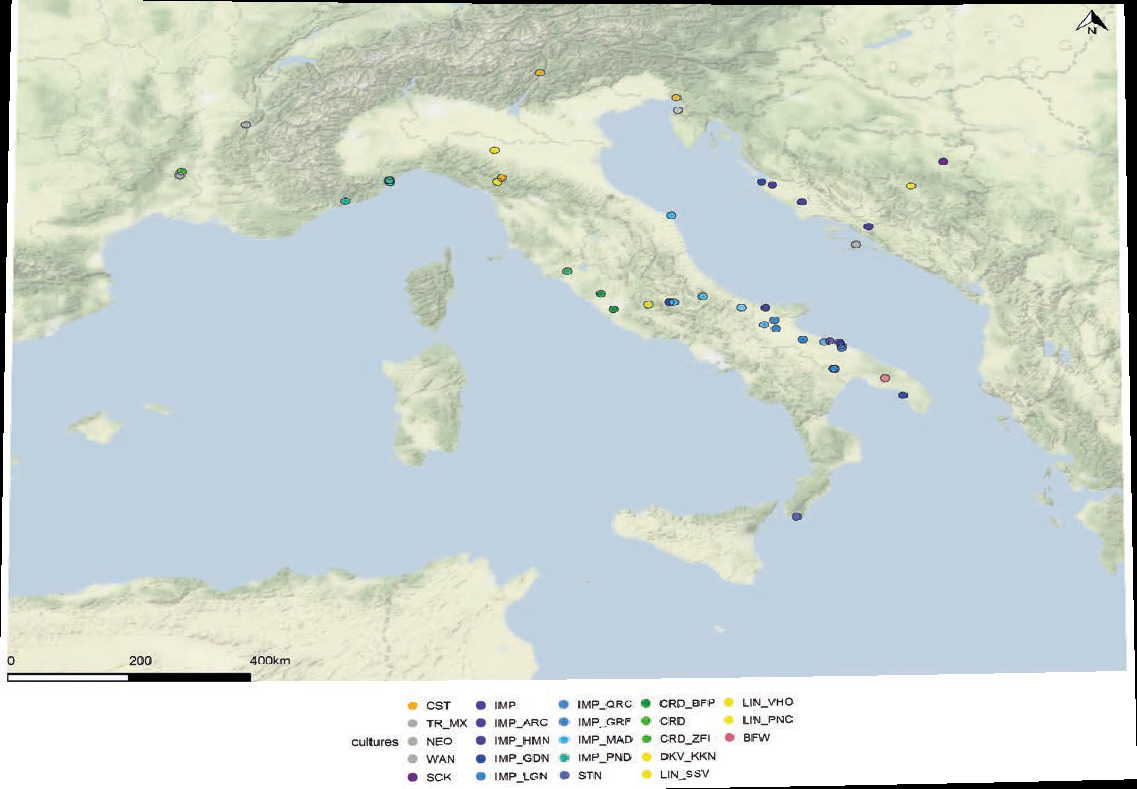 N
0 200 400km
CST IMP IMP_QRC CRD_BFP LIN_VHO
TR_MX IMP_ARC IMP_GRF CRD LIN_PNC
cultures NEO IMP_HMN IMP_MAD CRD_ZFI BFW
WAN IMP_GDN IMP_PND DKV_KKN
SCK IMP_LGN STN LIN_SSV